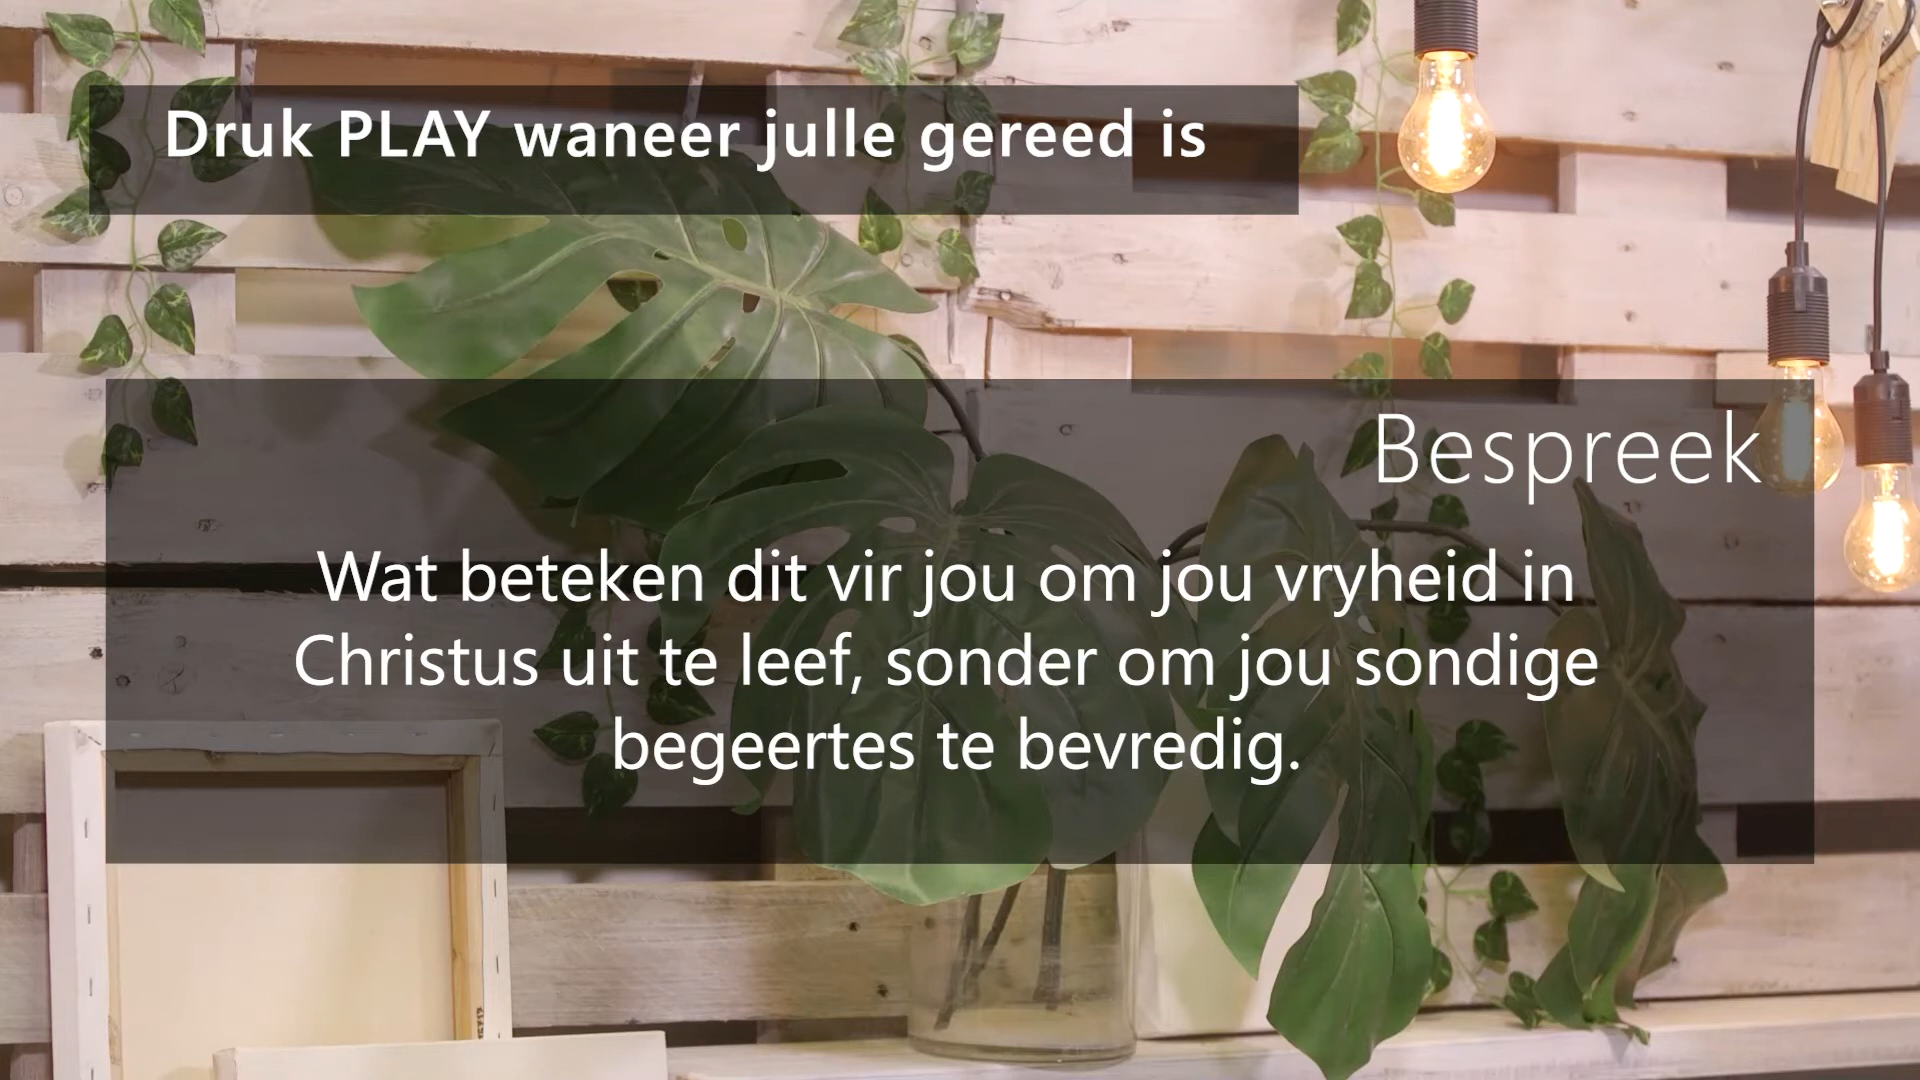 Druk PLAY waneer julle gereed is
Bespreek
Wat beteken dit vir jou om jou vryheid in
Christus uit te leef, sonder om jou sondige
begeertes te bevredig.